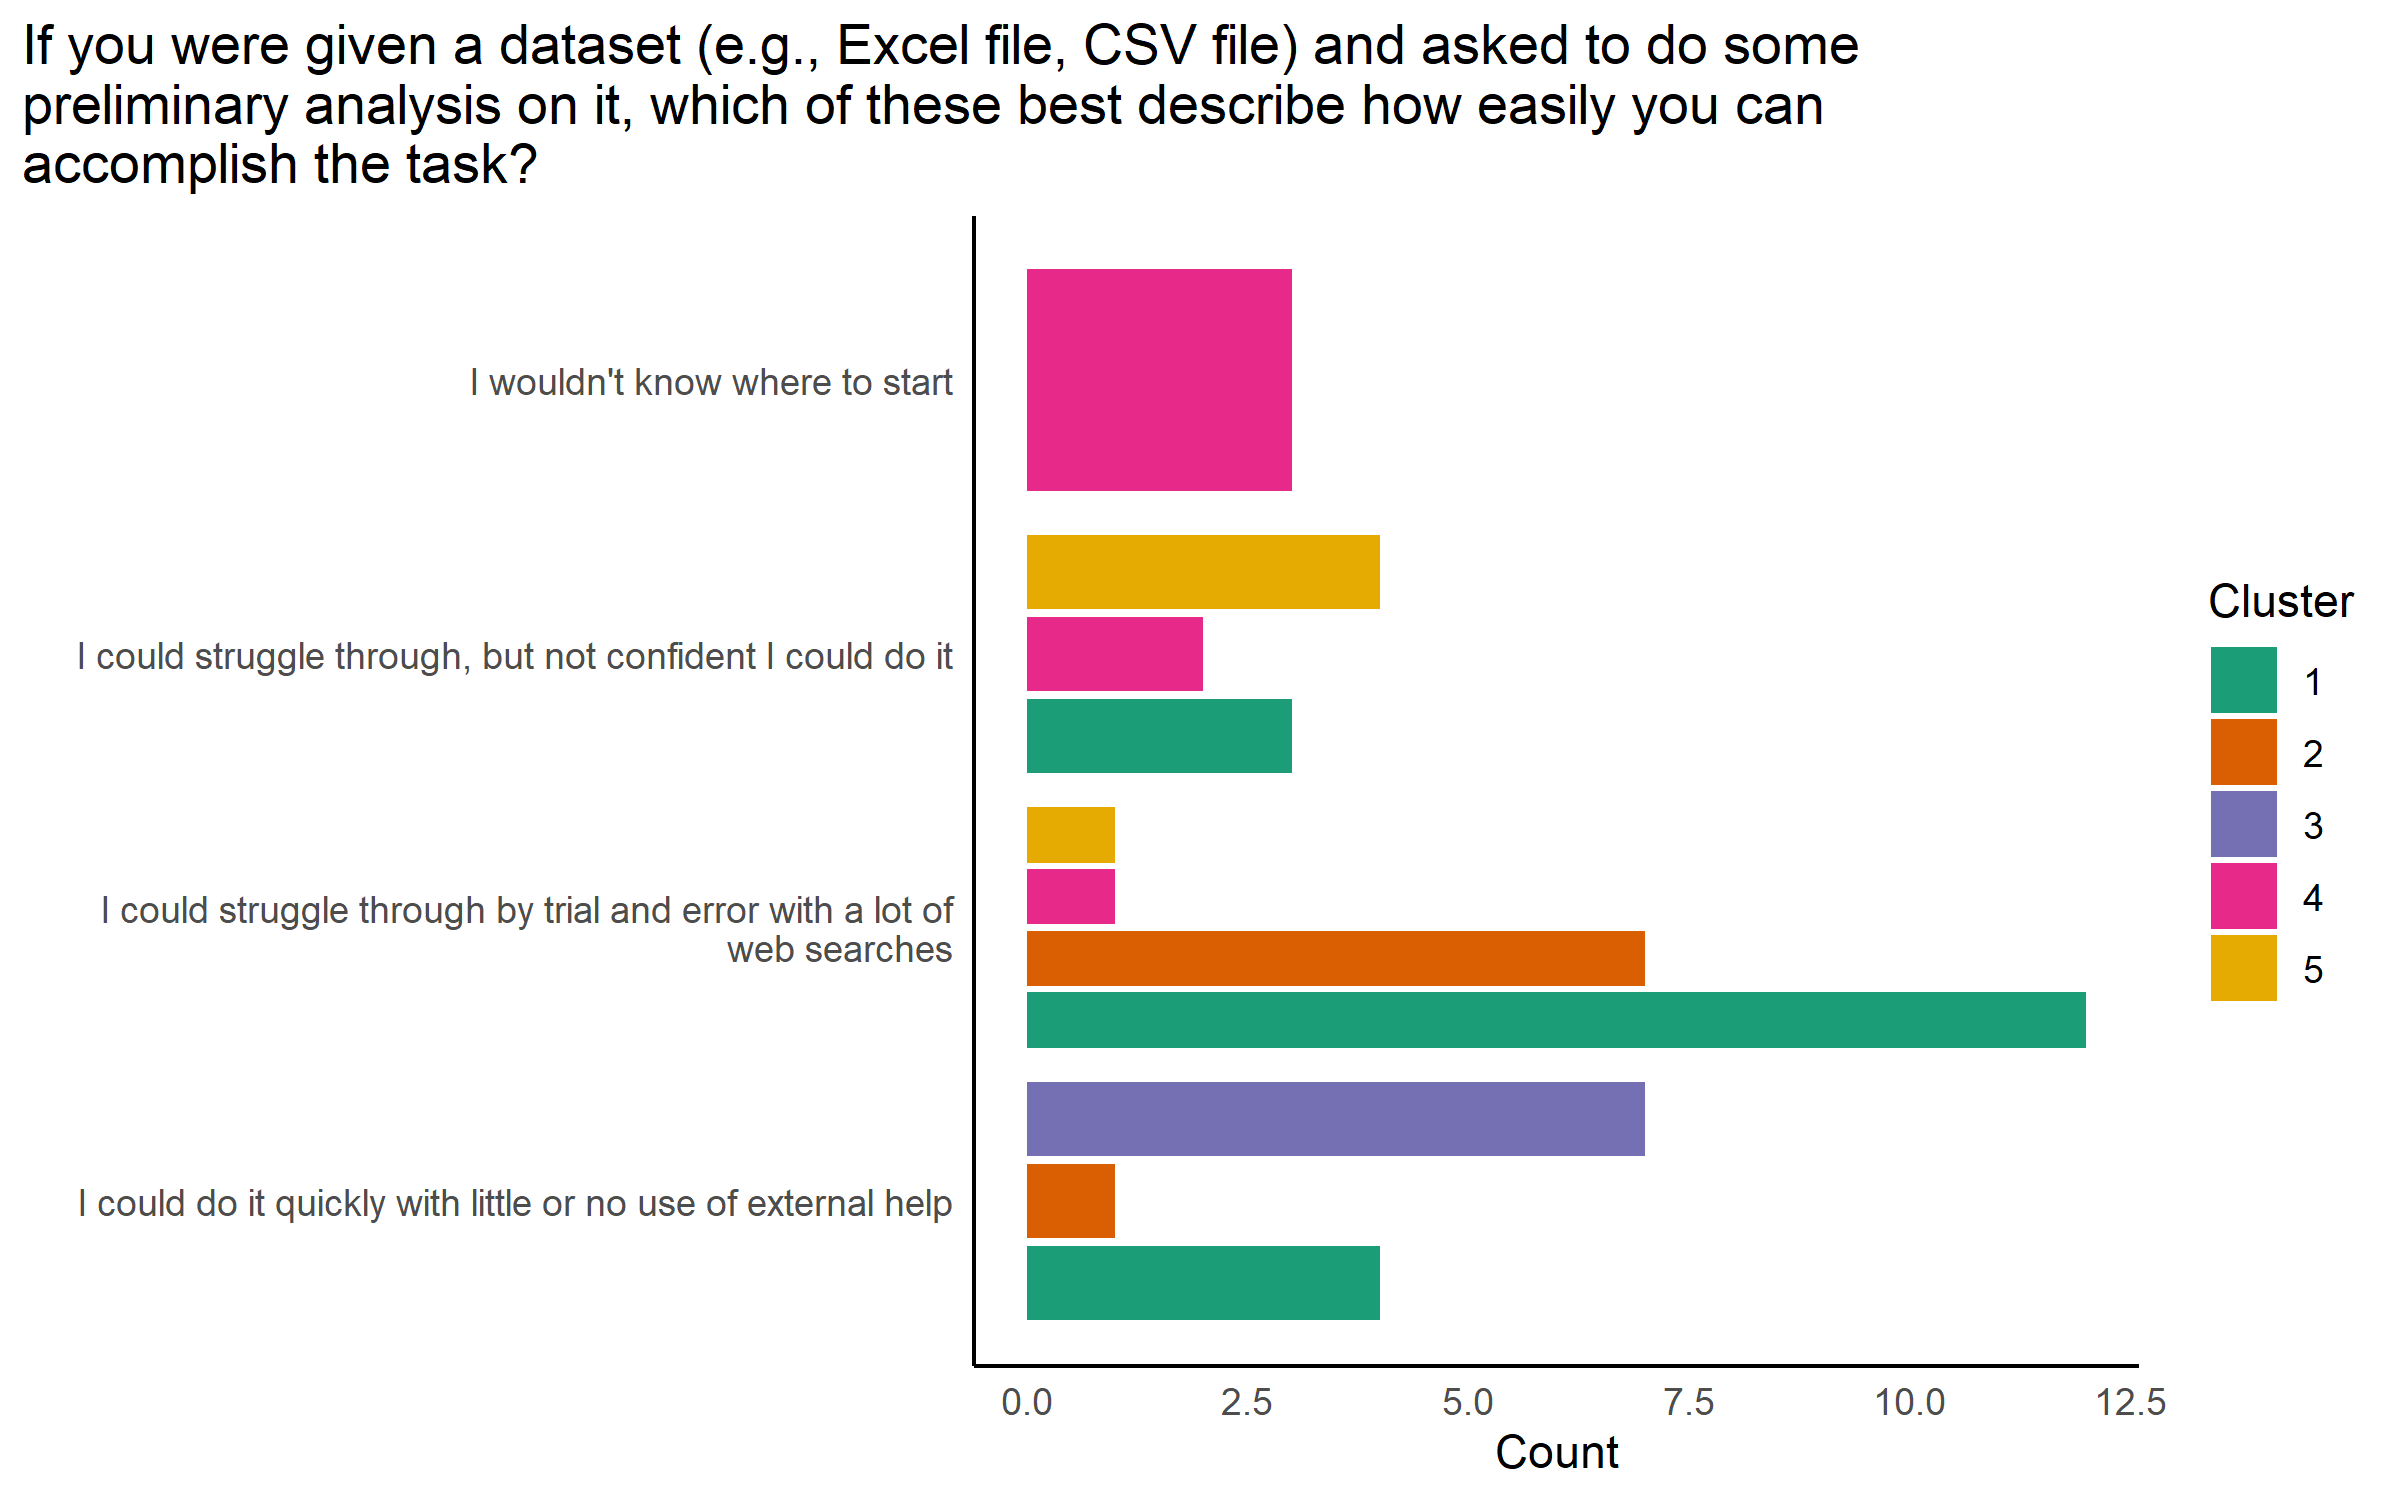 If you were given a dataset (e.g., Excel file, CSV file) and asked to do some
preliminary analysis on it, which of these best describe how easily you can
accomplish the task?
I wouldn't know where to start
I could struggle through, but not confident I could do it
I could struggle through by trial and error with a lot of
web searches
I could do it quickly with little or no use of external help
0.0 2.5 5.0 7.5 10.0 12.5
Count
Cluster
1
2
3
4
5